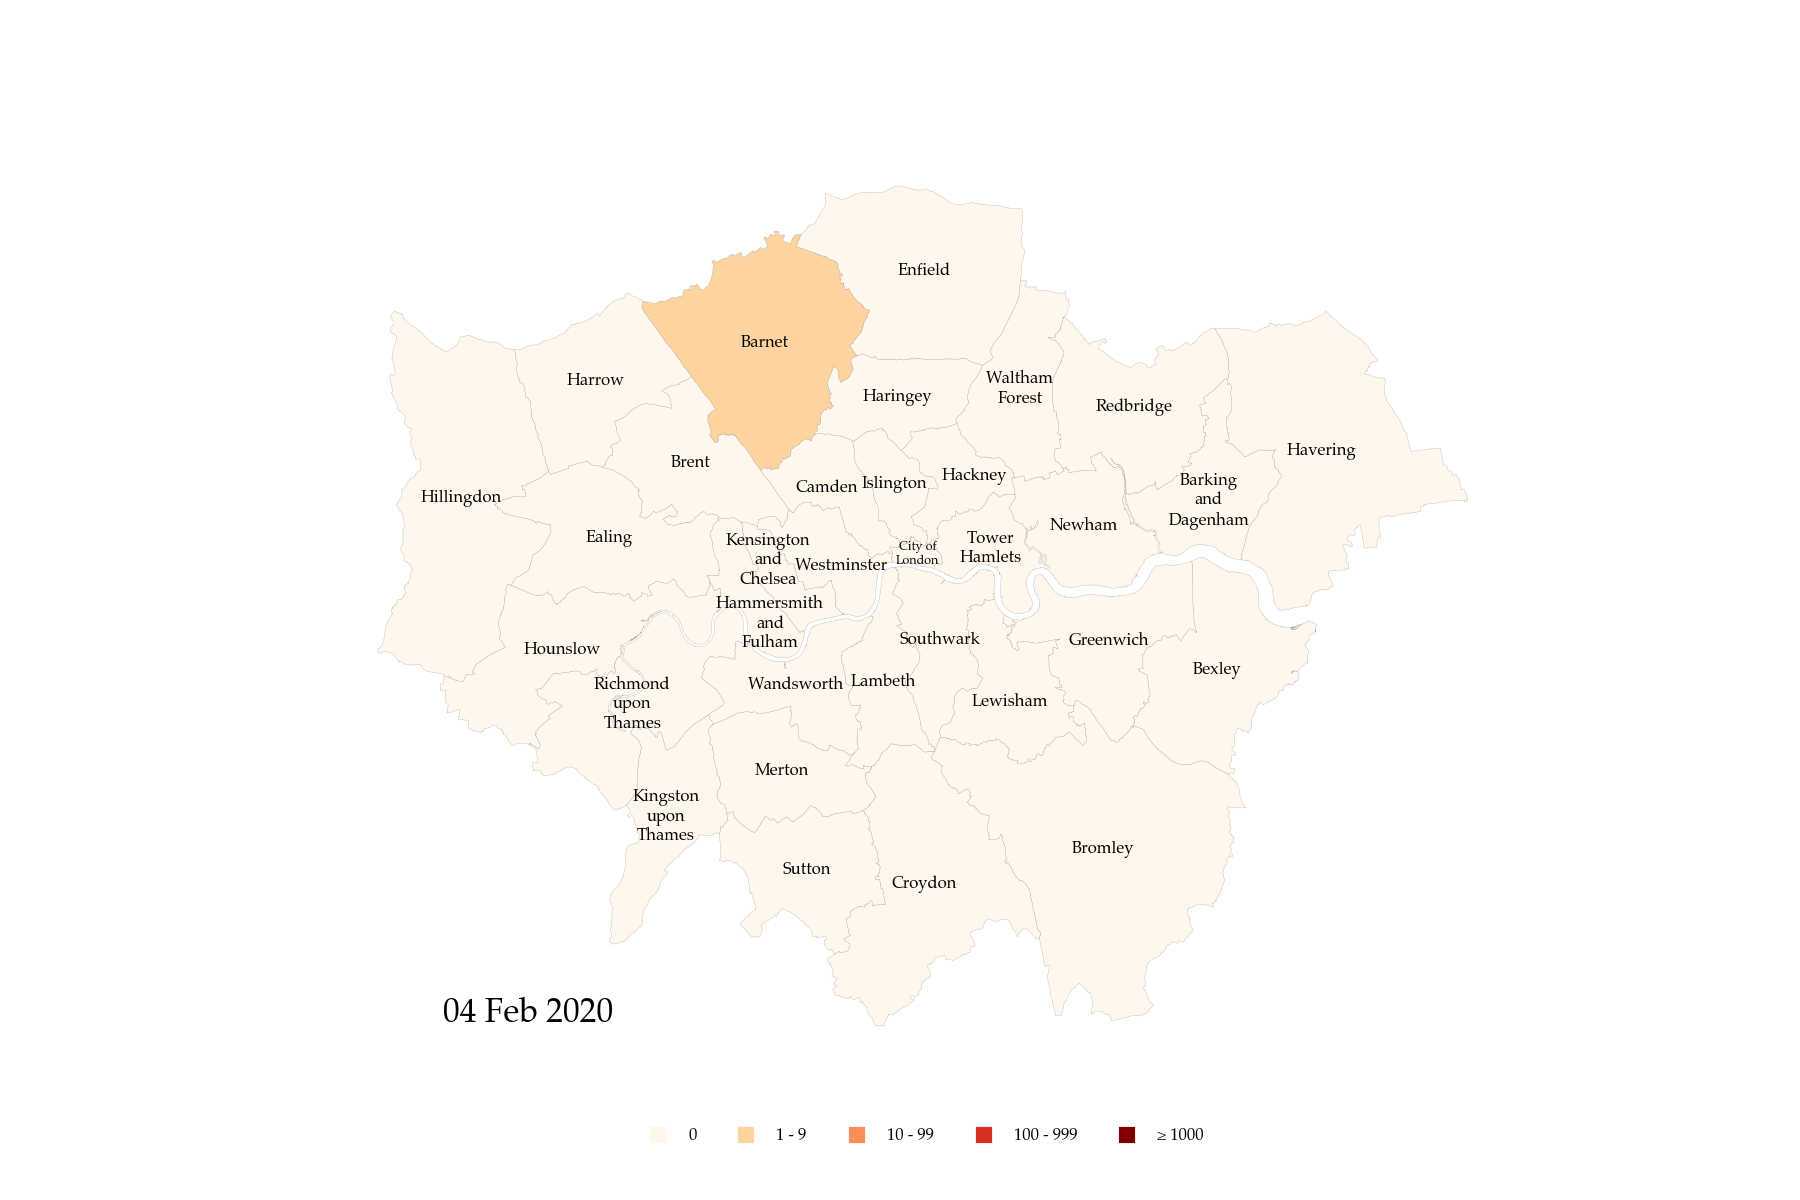 Enfield
Barnet
Harrow
Haringey
Waltham
Forest
Redbridge
Havering
Brent
Hillingdon
Camden
Islington
Hackney
Barking
and
Dagenham
Newham
Ealing
Kensington
and
Chelsea
Westminster
City of
London
Tower
Hamlets
Hammersmith
and
Fulham
Hounslow
Southwark
Greenwich
Bexley
Richmond
upon
Thames
Wandsworth
Lambeth
Lewisham
Merton
Kingston
upon
Thames
Bromley
Sutton
Croydon
04 Feb 2020
0 1 - 9 10 - 99 100 - 999 ≥ 1000